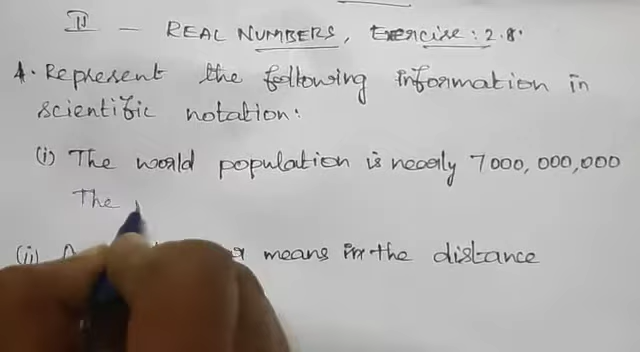 II - REAL NUMBERS, Exercise: 2.8.
4. Represent the following information in
scientific notation:
(i) The world population is nearly 7000,000,000
The
(ii) means in the distance